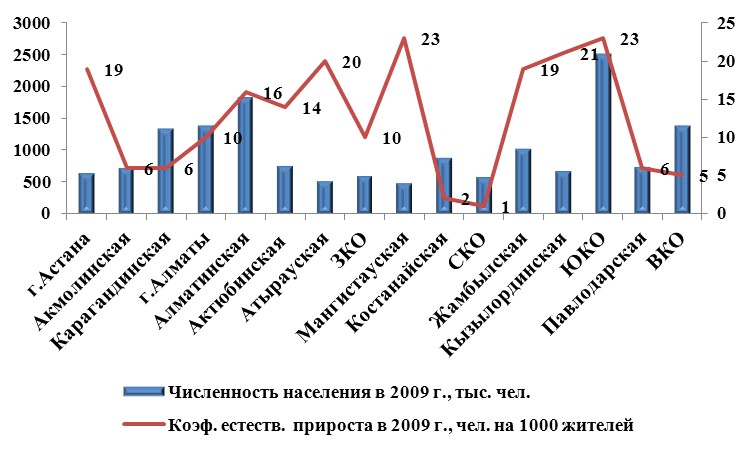 3000
2500
2000
1500
1000
500
0
25
20
15
10
5
0
19
6
6
10
16
14
20
10
23
2
1
19
21
23
6
5
г.Астана
Акмолинская
Карагандинская
г.Алматы
Алматинская
Актюбинская
Атырауская
ЗКО
Мангистауская
Костанайская
СКО
Жамбылская
Кызылординская
ЮКО
Павлодарская
ВКО
Численность населения в 2009 г., тыс. чел.
Коэф. естеств. прироста в 2009 г., чел. на 1000 жителей